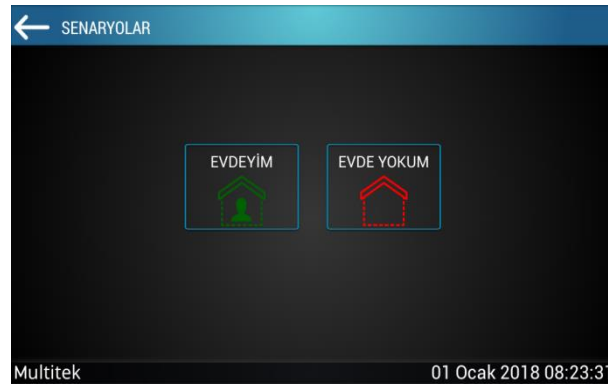 SENARYOLAR
EVDEYİM
EVDE YOKUM
Multitek
01 Ocak 2018 08:23:3